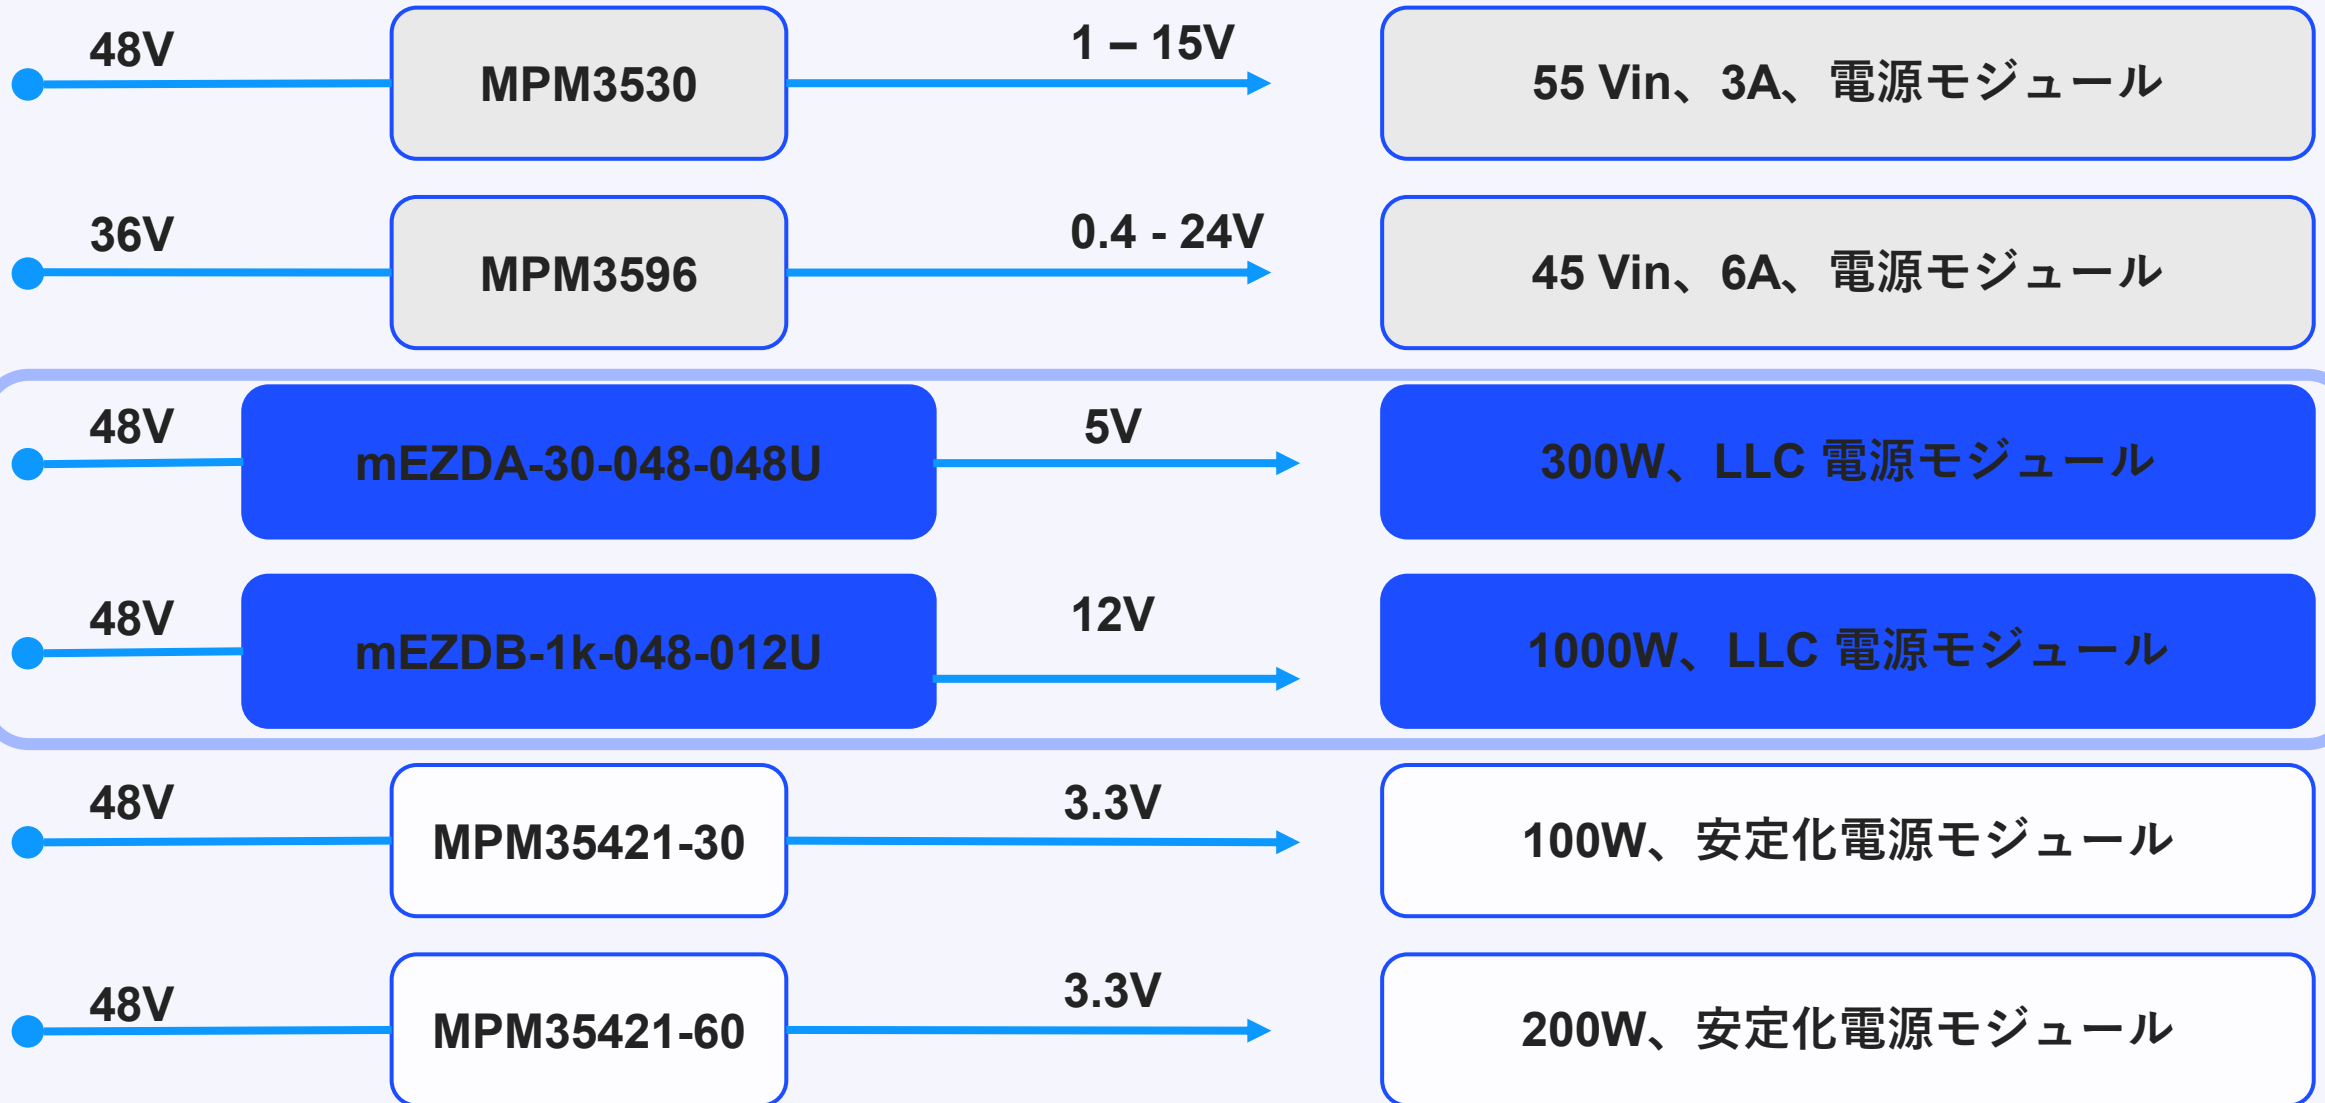 48V
MPM3530
1 – 15V
55 Vin、3A、電源モジュール
36V
MPM3596
0.4 - 24V
45 Vin、6A、電源モジュール
48V
mEZDA-30-048-048U
5V
300W、LLC 電源モジュール
48V
mEZDB-1k-048-012U
12V
1000W、LLC 電源モジュール
48V
MPM35421-30
3.3V
100W、安定化電源モジュール
48V
MPM35421-60
3.3V
200W、安定化電源モジュール